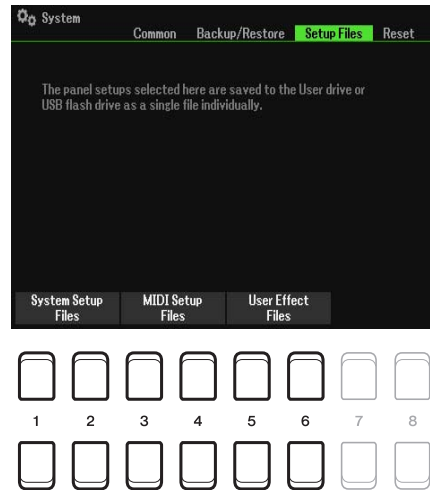 System
Common Backup/Restore Setup Files Reset
The panel setups selected here are saved to the User drive or
USB flash drive as a single file individually.
System Setup Files
MIDI Setup Files
User Effect Files
1 2 3 4 5 6 7 8